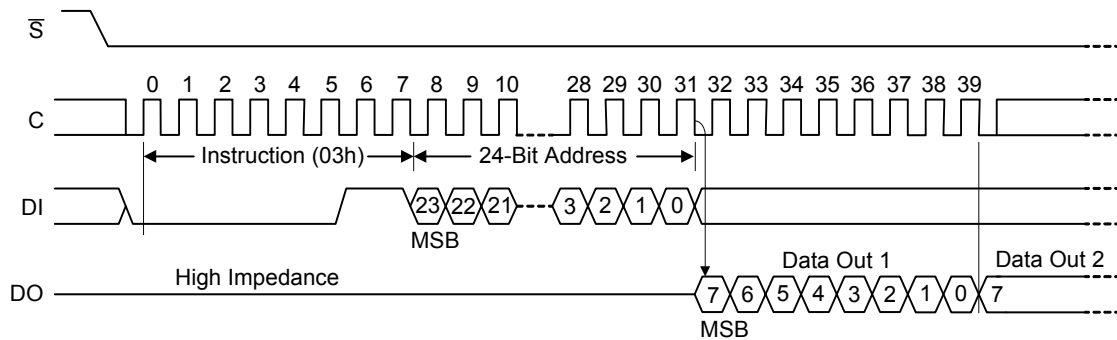 S
0 1 2 3 4 5 6 7 8 9 10 28 29 30 31 32 33 34 35 36 37 38 39
C
Instruction (03h) 24-Bit Address
DI 23 22 21 3 2 1 0
MSB
Data Out 1 Data Out 2
High Impedance
DO 7 6 5 4 3 2 1 0 7
MSB